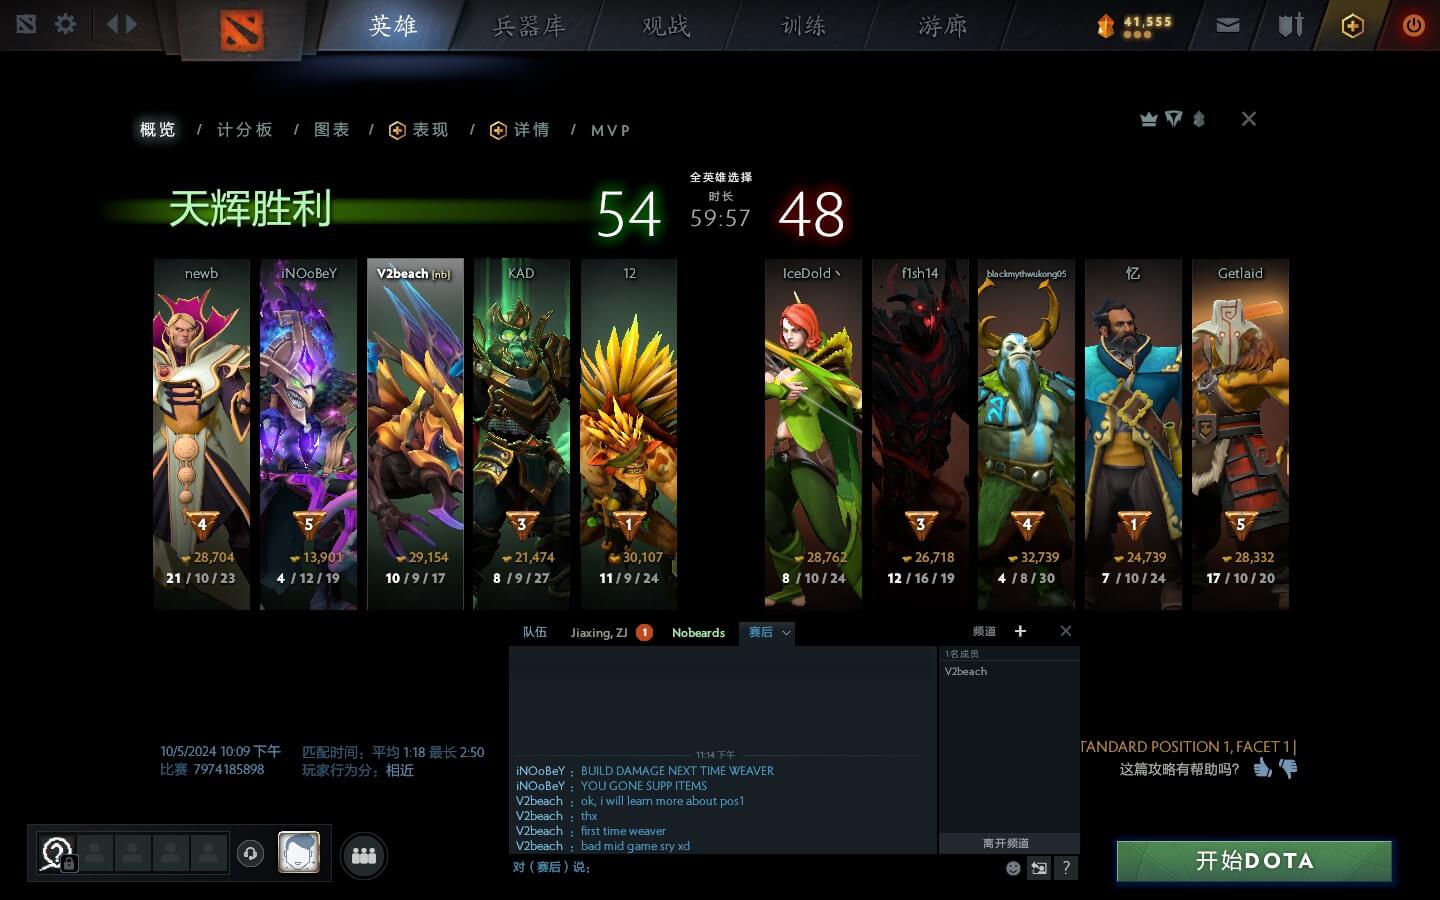 英雄 兵器库 观战 训练 游廊 41,555
概览 / 计分板 / 图表 / 表现 / 详情 / MVP
天辉胜利 54 48
全英雄选择
时长
59:57
newb iNOoBeY V2beach [nb] KAD 12 IceDold丶 f1sh14 blackmythwukong05 忆 Getlaid
4 5 3 1 3 4 1 5
28,704 13,901 29,154 21,474 30,107 28,762 26,718 32,739 24,739 28,332
21 / 10 / 23 4 / 12 / 19 10 / 9 / 17 8 / 9 / 27 11 / 9 / 24 8 / 10 / 24 12 / 16 / 19 4 / 8 / 30 7 / 10 / 24 17 / 10 / 20
队伍 Jiaxing, ZJ 1 Nobeards 赛后 频道 +
1名成员
V2beach
11:14 下午
iNOoBeY : BUILD DAMAGE NEXT TIME WEAVER
iNOoBeY : YOU GONE SUPP ITEMS
V2beach : ok, i will learn more about pos1
V2beach : thx
V2beach : first time weaver
V2beach : bad mid game sry xd
离开频道
对（赛后）说:
?
10/5/2024 10:09 下午
比赛 7974185898
匹配时间：平均 1:18 最长 2:50
玩家行为分：相近
TANDARD POSITION 1, FACET 1 |
这篇攻略有帮助吗?
开始DOTA